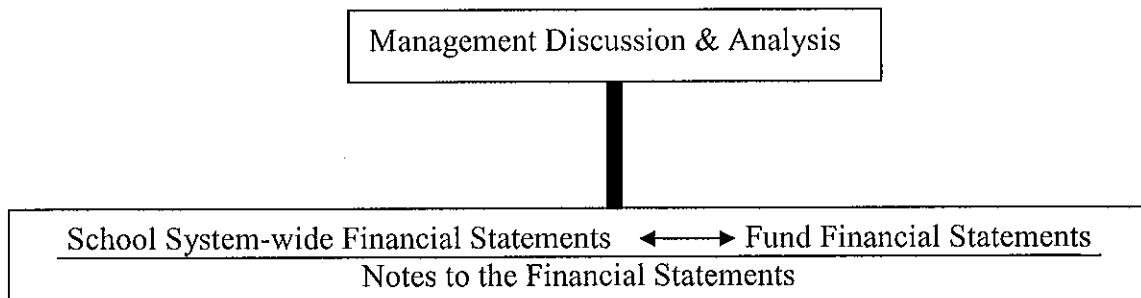 Management Discussion & Analysis
School System-wide Financial Statements ↔ Fund Financial Statements
Notes to the Financial Statements